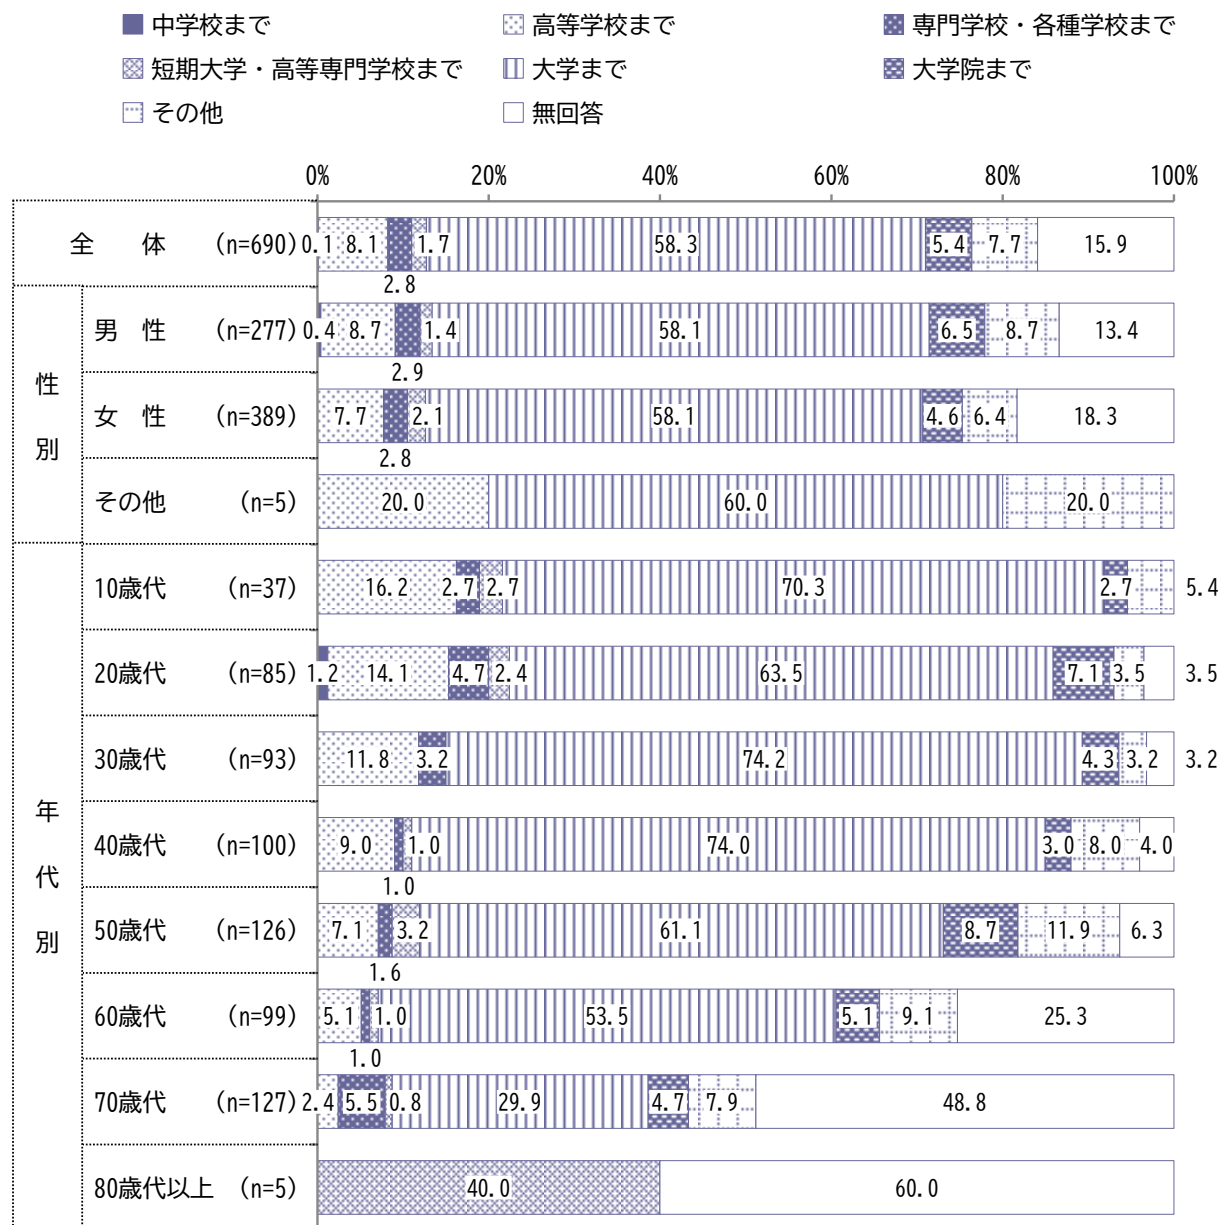 中学校まで 高等学校まで 専門学校・各種学校まで
短期大学・高等専門学校まで 大学まで 大学院まで
その他 無回答
0% 20% 40% 60% 80% 100%
全 体 (n=690) 0.1 8.1 1.7 58.3 5.4 7.7 15.9
2.8
男 性 (n=277) 0.4 8.7 1.4 58.1 6.5 8.7 13.4
2.9
性
女 性 (n=389) 7.7 2.1 58.1 4.6 6.4 18.3
別
2.8
その他 (n=5) 20.0 60.0 20.0
10歳代 (n=37) 16.2 2.7 2.7 70.3 2.7 5.4
20歳代 (n=85) 1.2 14.1 4.7 2.4 63.5 7.1 3.5 3.5
30歳代 (n=93) 11.8 3.2 74.2 4.3 3.2 3.2
年
40歳代 (n=100) 9.0 1.0 74.0 3.0 8.0 4.0
代
1.0
50歳代 (n=126) 7.1 3.2 61.1 8.7 11.9 6.3
別
1.6
60歳代 (n=99) 5.1 1.0 53.5 5.1 9.1 25.3
1.0
70歳代 (n=127) 2.4 5.5 0.8 29.9 4.7 7.9 48.8
80歳代以上 (n=5) 40.0 60.0